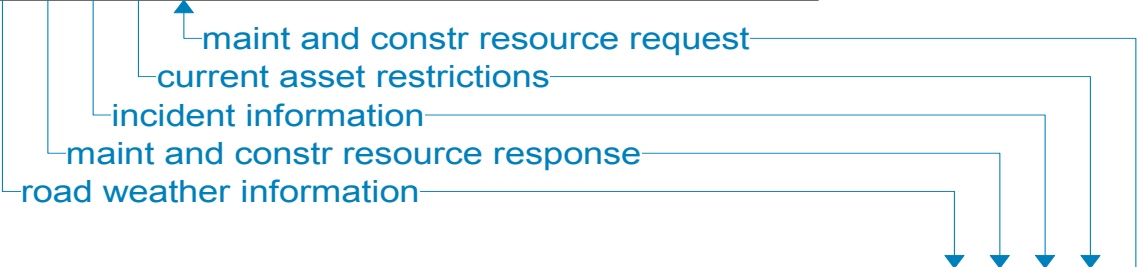 maint and constr resource request
current asset restrictions
incident information
maint and constr resource response
road weather information